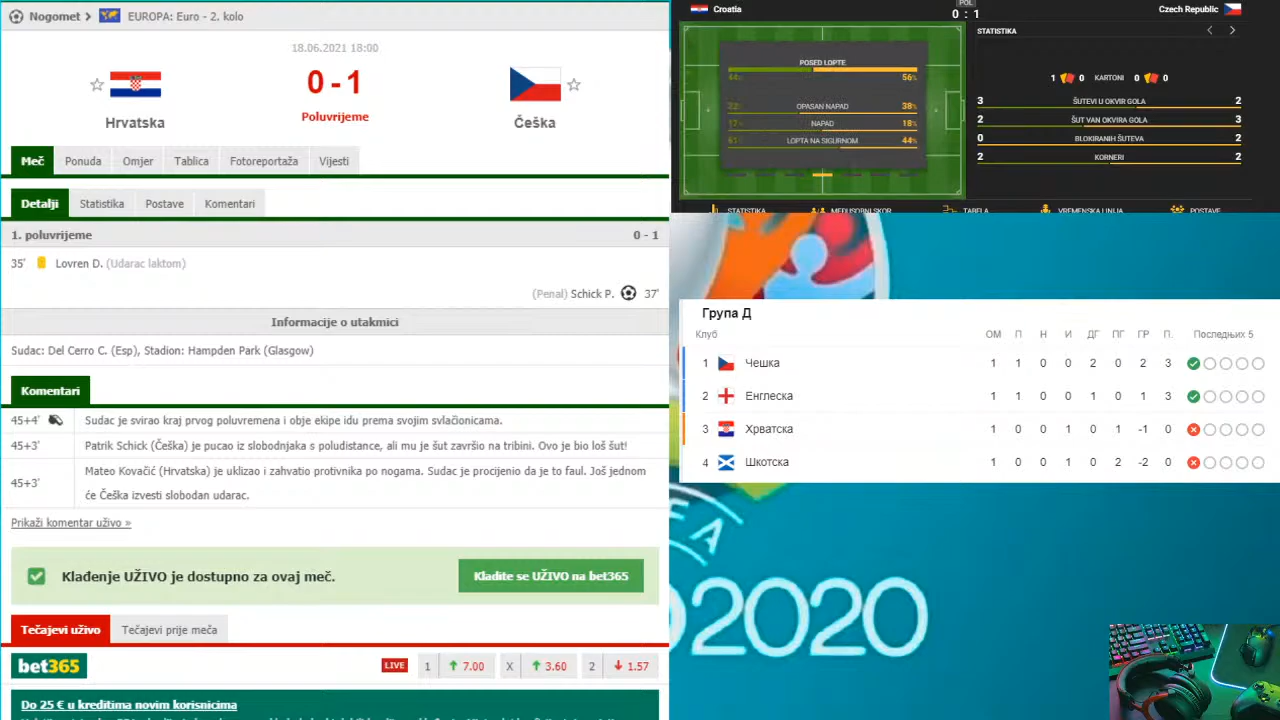 Nogomet
EUROPA: Euro - 2. kolo
18.06.2021 18:00
0 - 1
Poluvrijeme
Hrvatska
Češka
Meč Ponuda Omjer Tablica Fotoreportaža Vijesti
Detalji Statistika Postave Komentari
1. poluvrijeme 0 - 1
35' Lovren D. (Udarac laktom)
(Penal) Schick P. 37'
Informacije o utakmici
Sudac: Del Cerro C. (Esp), Stadion: Hampden Park (Glasgow)
Komentari
45+4' Sudac je svirao kraj prvog poluvremena i obje ekipe idu prema svojim svlačionicama.
45+3' Patrik Schick (Češka) je pucao iz slobodnjaka s poludistance, ali mu je šut završio na tribini. Ovo je bio loš šut!
45+3' Mateo Kovačić (Hrvatska) je uklizao i zahvatio protivnika po nogama. Sudac je procijenio da je to faul. Još jednom
će Češka izvesti slobodan udarac.
Prikaži komentar uživo »
Klađenje UŽIVO je dostupno za ovaj meč.
Kladite se UŽIVO na bet365
Tečajevi uživo Tečajevi prije meča
bet365 LIVE 1 7.00 X 3.60 2 1.57
Do 25 € u kreditima novim korisnicima
Croatia POL 0 : 1 Czech Republic
POSED LOPTE
44% 56%
OPASAN NAPAD 38%
NAPAD 18%
LOPTA NA SIGURNOM 44%
STATISTIKA
1 0 KARTONI 0 0
3 ŠUTEVI U OKVIR GOLA 2
2 ŠUT VAN OKVIRA GOLA 3
0 BLOKIRANIH ŠUTEVA 2
2 KORNERI 2
STATISTIKA MEĐUSOBNI SKOR TABELA VREMENSKA LINIJA POSTAVE
Група Д
Клуб ОМ П Н И ДГ ПГ ГР П. Последњих 5
1 Чешка 1 1 0 0 2 0 2 3
2 Енглеска 1 1 0 0 1 0 1 3
3 Хрватска 1 0 0 1 0 1 -1 0
4 Шкотска 1 0 0 1 0 2 -2 0
2020